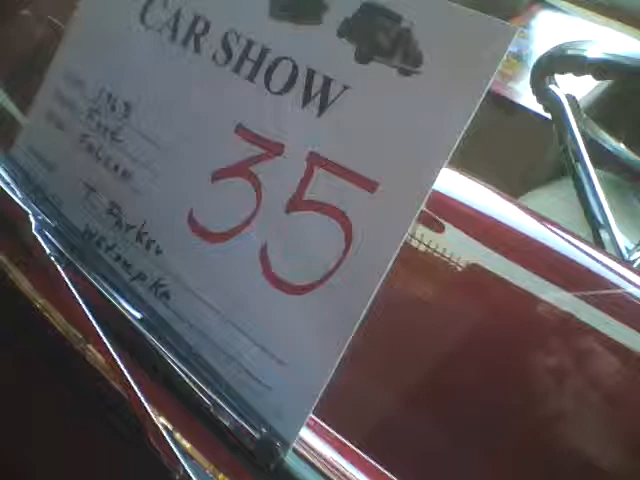 CAR SHOW
35
1963
Ford
Falcon
T. Parker
Wetumpka